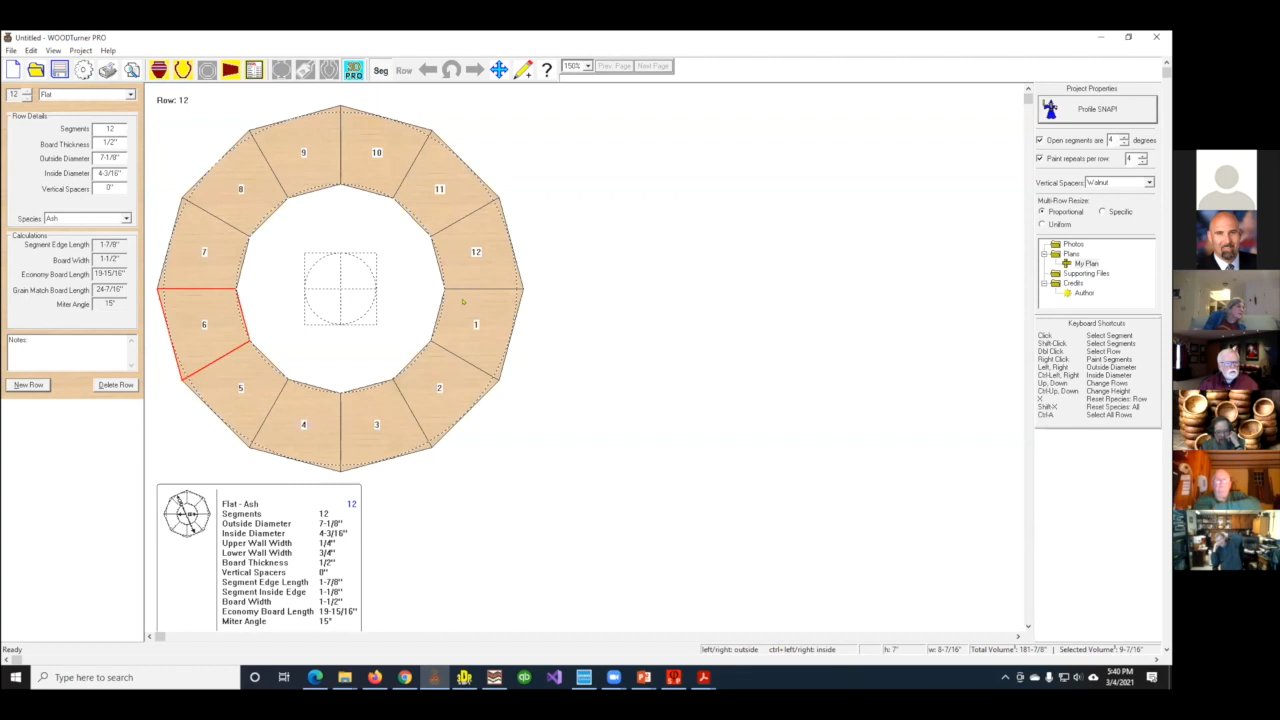 Untitled - WOODTurner PRO
File Edit View Project Help
3D PRO
Seg Row
150% Prev. Page Next Page
12 Flat
Row Details
Segments 12
Board Thickness 1/2"
Outside Diameter 7-1/8"
Inside Diameter 4-3/16"
Vertical Spacers 0"
Species Ash
Calculations
Segment Edge Length 1-7/8"
Board Width 1-1/2"
Economy Board Length 19-15/16"
Grain Match Board Length 24-7/16"
Miter Angle 15°
Notes:
New Row Delete Row
Row: 12
9 10
8 11
7 12
6 1
5 2
4 3
Flat - Ash 12
Segments 12
Outside Diameter 7-1/8"
Inside Diameter 4-3/16"
Upper Wall Width 1/4"
Lower Wall Width 3/4"
Board Thickness 1/2"
Vertical Spacers 0"
Segment Edge Length 1-7/8"
Segment Inside Edge 1-1/8"
Board Width 1-1/2"
Economy Board Length 19-15/16"
Miter Angle 15°
Project Properties
Profile SNAP!
Open segments are 4 degrees
Paint repeats per row: 4
Vertical Spacers: Walnut
Multi-Row Resize:
Proportional Specific
Uniform
Photos
Plans
My Plan
Supporting Files
Credits
Author
Keyboard Shortcuts
Click Select Segment
Shift-Click Select Segments
Dbl Click Select Row
Right Click Paint Segments
Left, Right Outside Diameter
Ctrl-Left, Right Inside Diameter
Up, Down Change Rows
Ctrl-Up, Down Change Height
X Reset Rpecies: Row
Shift-X Reset Species: All
Ctrl-A Select All Rows
Ready
left/right: outside ctrl+left/right: inside h: 7" w: 8-7/16" Total Volume³: 181-7/8" Selected Volume³: 9-7/16"
Type here to search
5:40 PM
3/4/2021